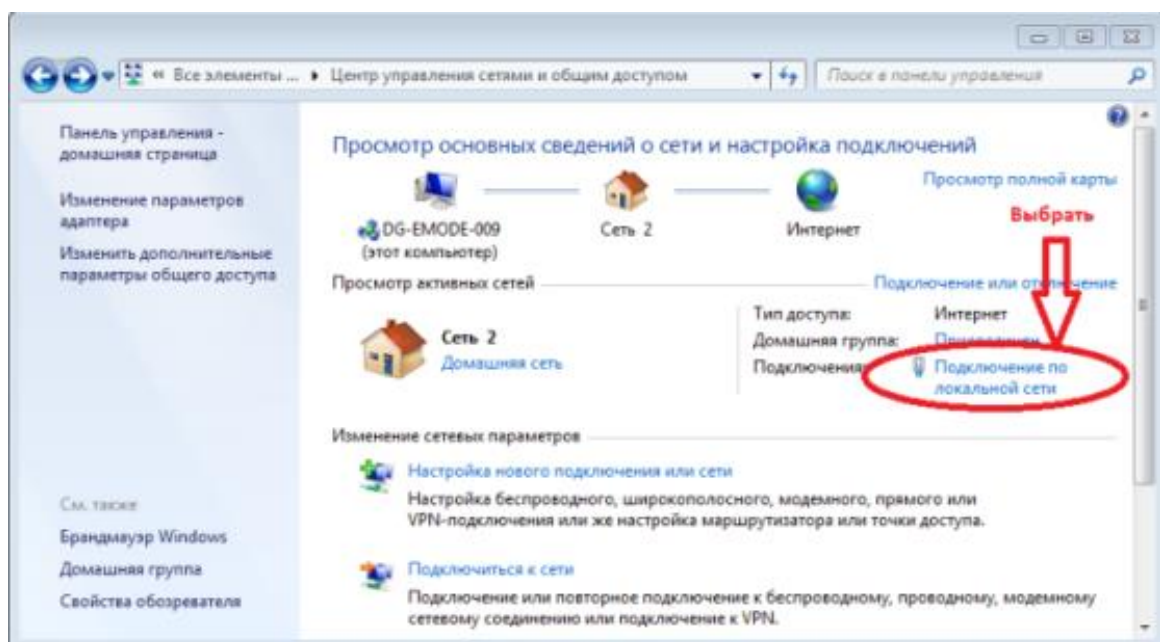 « Все элементы ... ▸ Центр управления сетями и общим доступом
Поиск в панели управления
Панель управления -
домашняя страница
Изменение параметров
адаптера
Изменить дополнительные
параметры общего доступа
См. также
Брандмауэр Windows
Домашняя группа
Свойства обозревателя
Просмотр основных сведений о сети и настройка подключений
Просмотр полной карты
DG-EMODE-009
(этот компьютер)
Сеть 2
Интернет
Выбрать
Просмотр активных сетей
Подключение или отключение
Сеть 2
Домашняя сеть
Тип доступа: Интернет
Домашняя группа: Присоединен
Подключения: Подключение по
локальной сети
Изменение сетевых параметров
Настройка нового подключения или сети
Настройка беспроводного, широкополосного, модемного, прямого или
VPN-подключения или же настройка маршрутизатора или точки доступа.
Подключиться к сети
Подключение или повторное подключение к беспроводному, проводному, модемному
сетевому соединению или подключение к VPN.